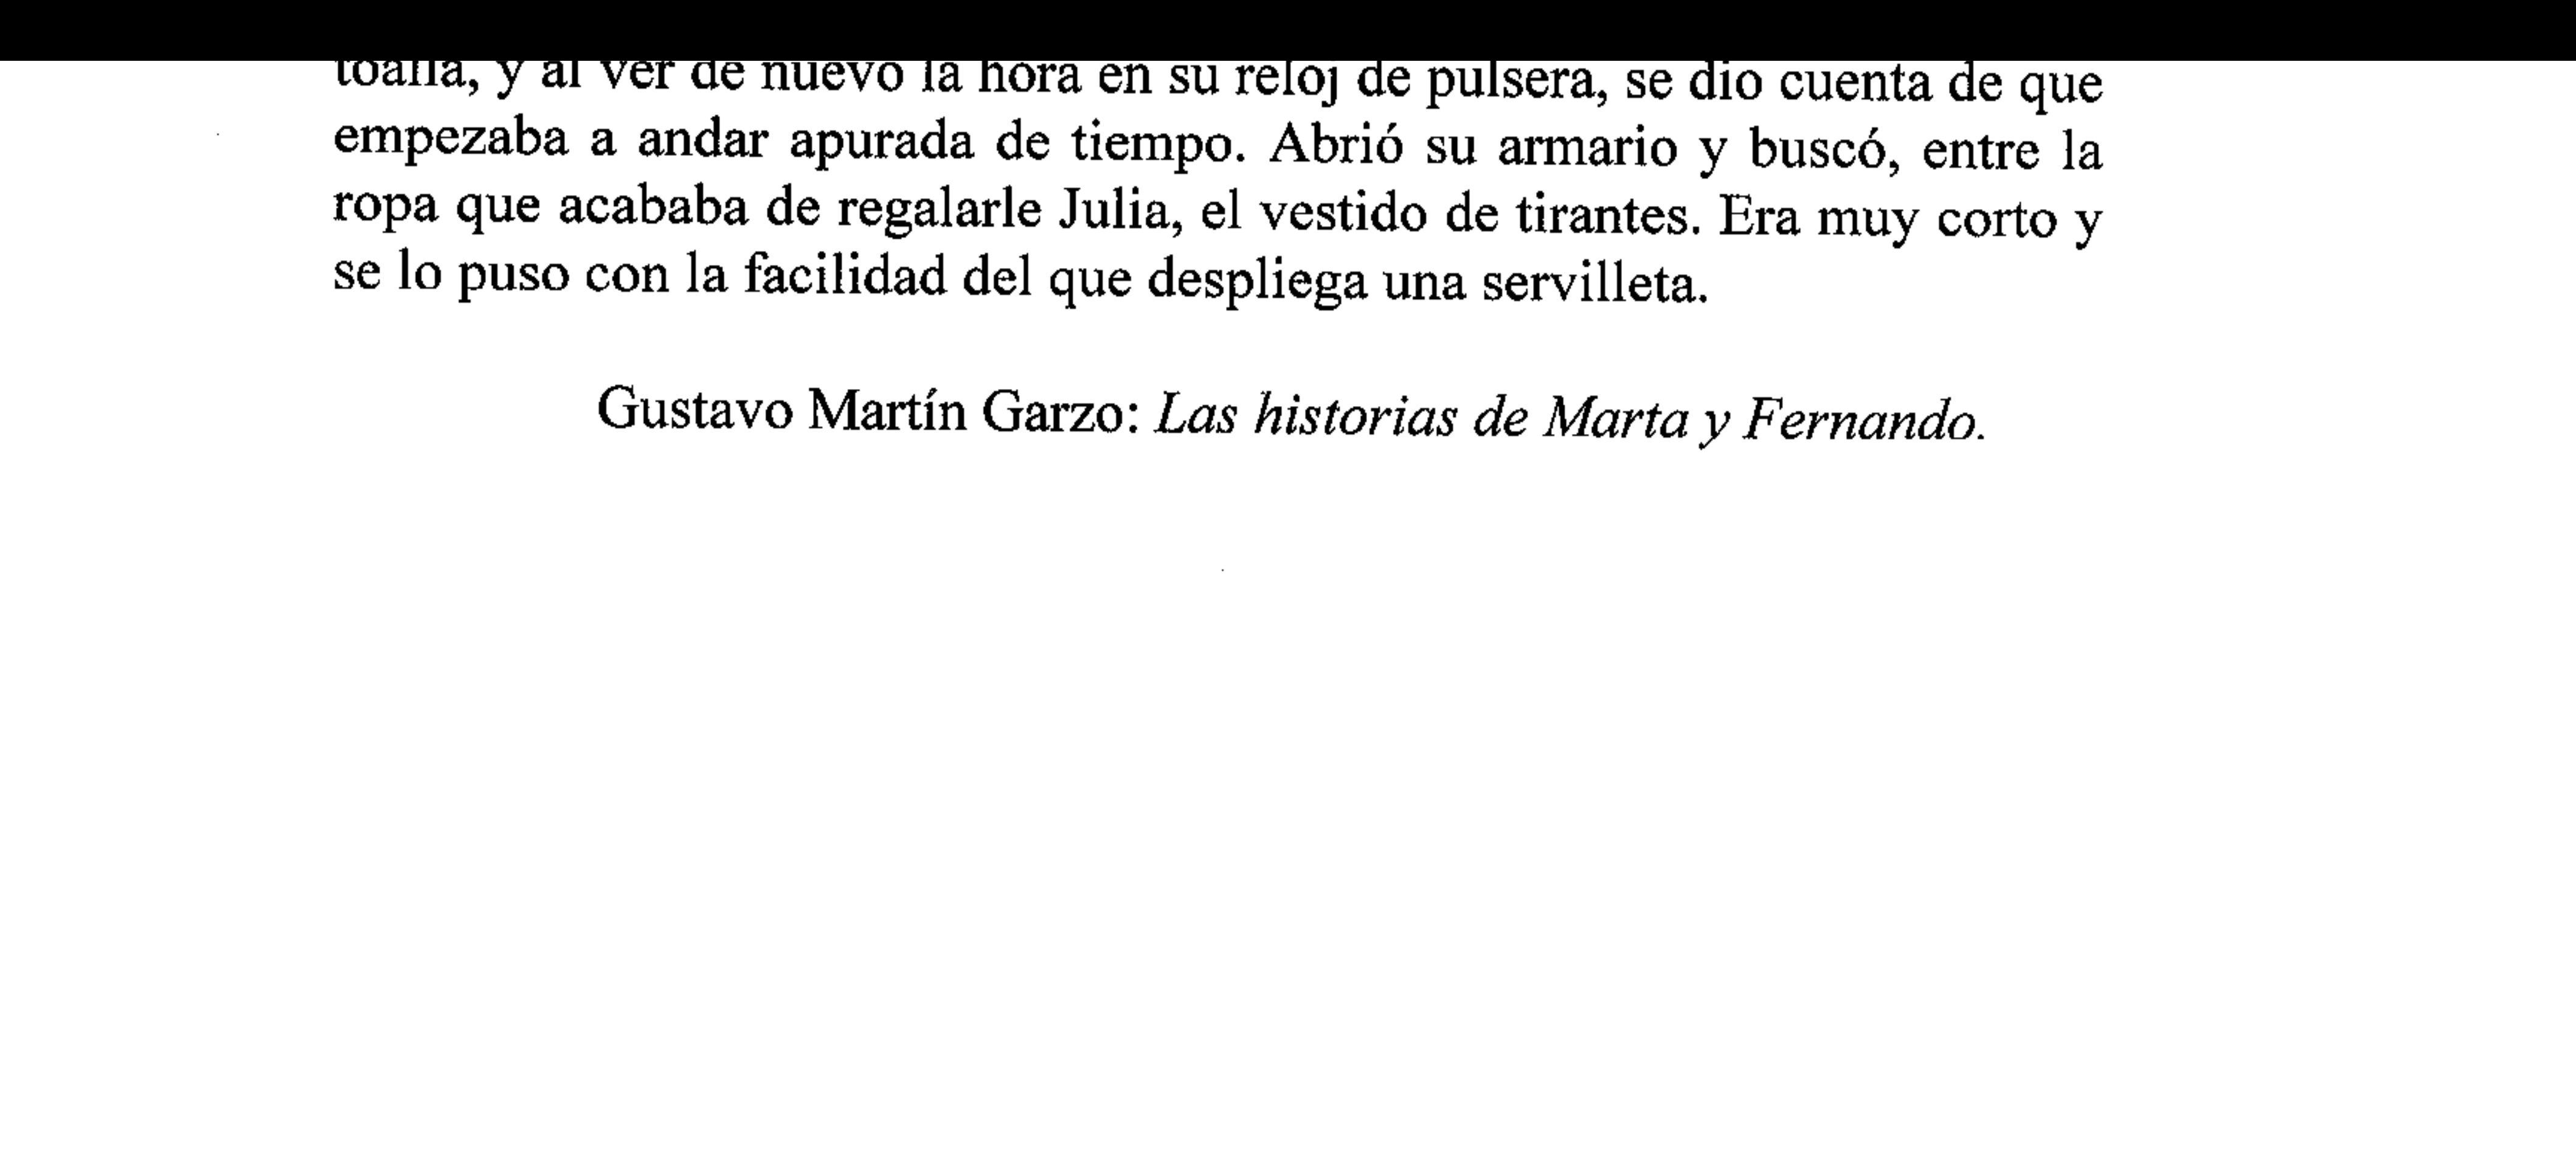 toalla, y al ver de nuevo la hora en su reloj de pulsera, se dio cuenta de que
empezaba a andar apurada de tiempo. Abrió su armario y buscó, entre la
ropa que acababa de regalarle Julia, el vestido de tirantes. Era muy corto y
se lo puso con la facilidad del que despliega una servilleta.
Gustavo Martín Garzo: Las historias de Marta y Fernando.